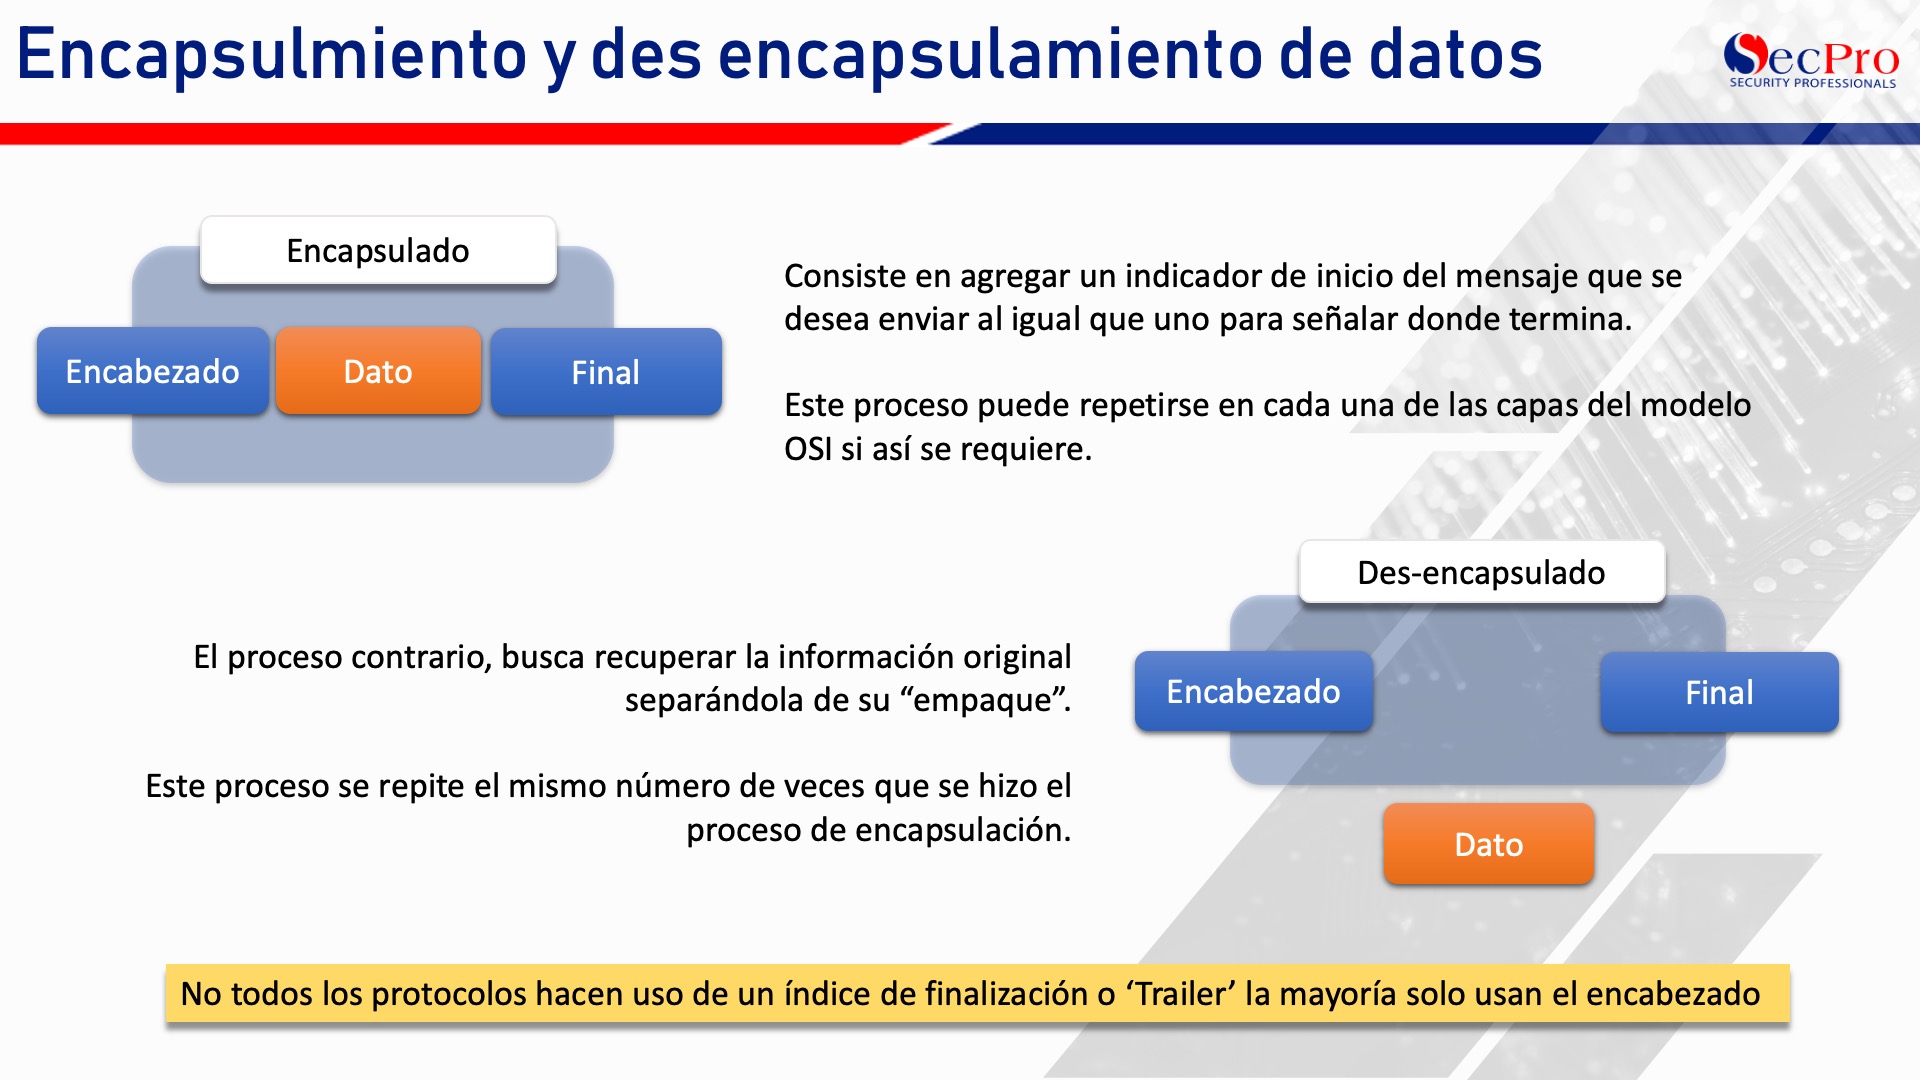 Encapsulmiento y des encapsulamiento de datos
SecPro
SECURITY PROFESSIONALS
Encapsulado
Encabezado
Dato
Final
Consiste en agregar un indicador de inicio del mensaje que se
desea enviar al igual que uno para señalar donde termina.
Este proceso puede repetirse en cada una de las capas del modelo
OSI si así se requiere.
Des-encapsulado
Encabezado
Final
Dato
El proceso contrario, busca recuperar la información original
separándola de su “empaque”.
Este proceso se repite el mismo número de veces que se hizo el
proceso de encapsulación.
No todos los protocolos hacen uso de un índice de finalización o ‘Trailer’ la mayoría solo usan el encabezado